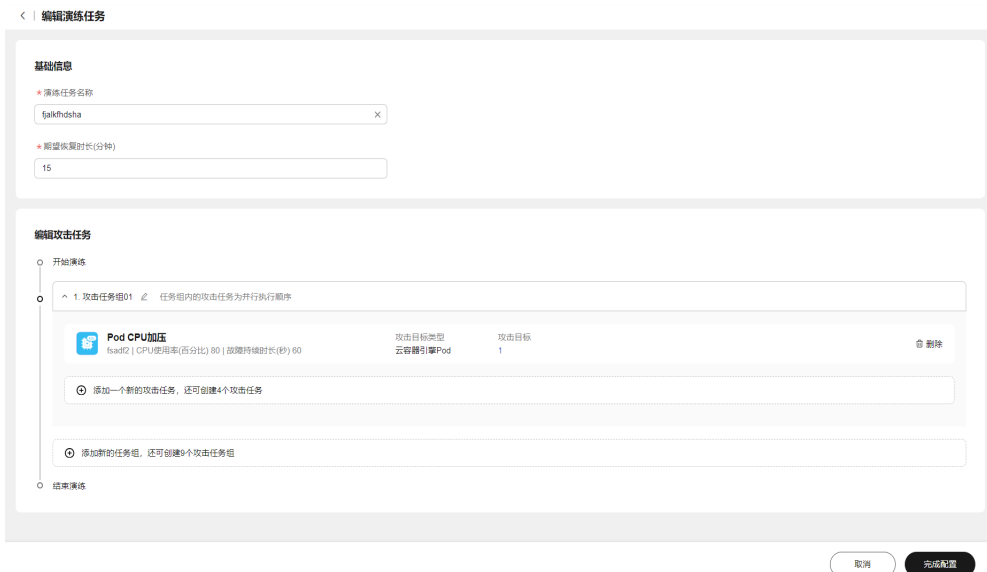 编辑演练任务
基础信息
*演练任务名称
fjalkfhdsha
*期望恢复时长(分钟)
15
编辑攻击任务
开始演练
1. 攻击任务组01 任务组内的攻击任务为并行执行顺序
Pod CPU加压 攻击目标类型 攻击目标
fsadf2 | CPU使用率(百分比) 80 | 故障持续时长(秒) 60 云容器引擎Pod 1 删除
添加一个新的攻击任务，还可创建4个攻击任务
添加新的任务组，还可创建9个攻击任务组
结束演练
取消 完成配置